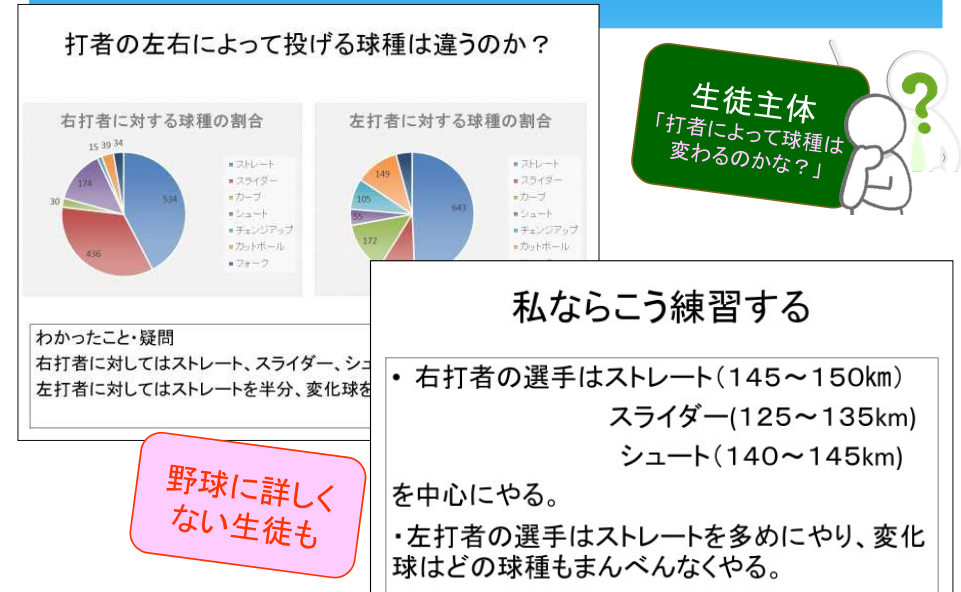 打者の左右によって投げる球種は違うのか？
右打者に対する球種の割合
15 39 34
174
30
534
436
ストレート
スライダー
カーブ
シュート
チェンジアップ
カットボール
フォーク
左打者に対する球種の割合
149
105
55
172
643
ストレート
スライダー
カーブ
シュート
チェンジアップ
カットボール
わかったこと・疑問
右打者に対してはストレート、スライダー、シュ
左打者に対してはストレートを半分、変化球を
生徒主体
「打者によって球種は
変わるのかな？」
?
野球に詳しく
ない生徒も
私ならこう練習する
• 右打者の選手はストレート（145～150㎞）
スライダー(125～135km)
シュート（140～145km)
を中心にやる。
・左打者の選手はストレートを多めにやり、変化
球はどの球種もまんべんなくやる。